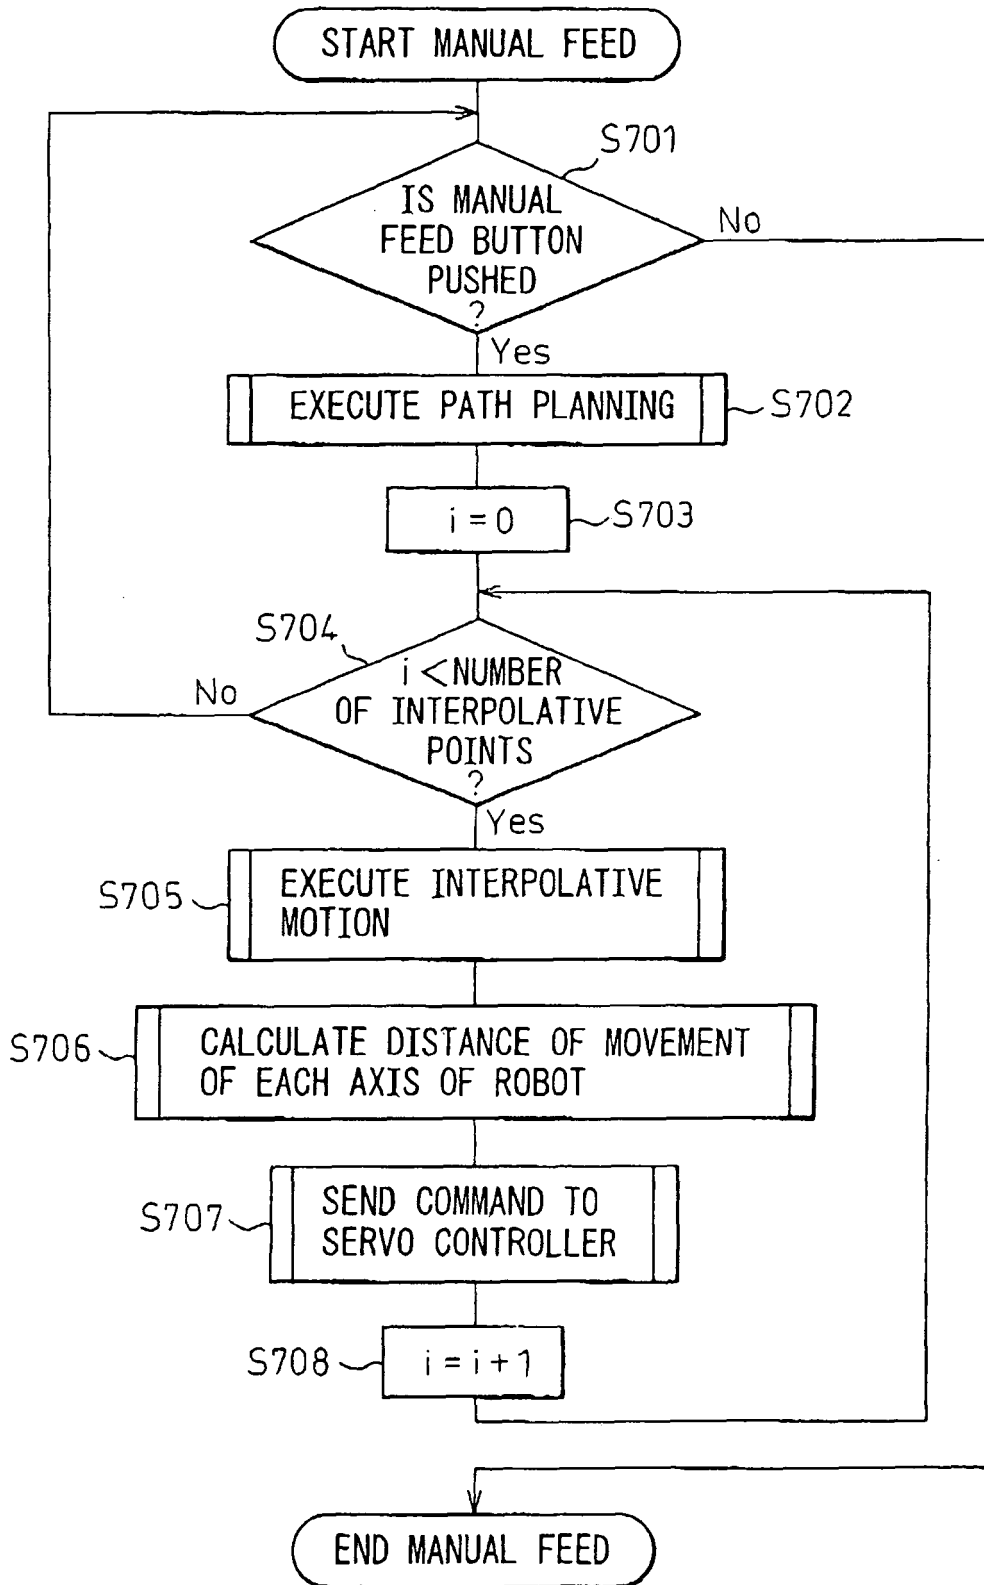 START MANUAL FEED
S701
IS MANUAL
FEED BUTTON
PUSHED
?
No
Yes
EXECUTE PATH PLANNING
S702
i = 0
S703
S704
i < NUMBER
OF INTERPOLATIVE
POINTS
?
No
Yes
S705
EXECUTE INTERPOLATIVE
MOTION
S706
CALCULATE DISTANCE OF MOVEMENT
OF EACH AXIS OF ROBOT
S707
SEND COMMAND TO
SERVO CONTROLLER
S708
i = i + 1
END MANUAL FEED